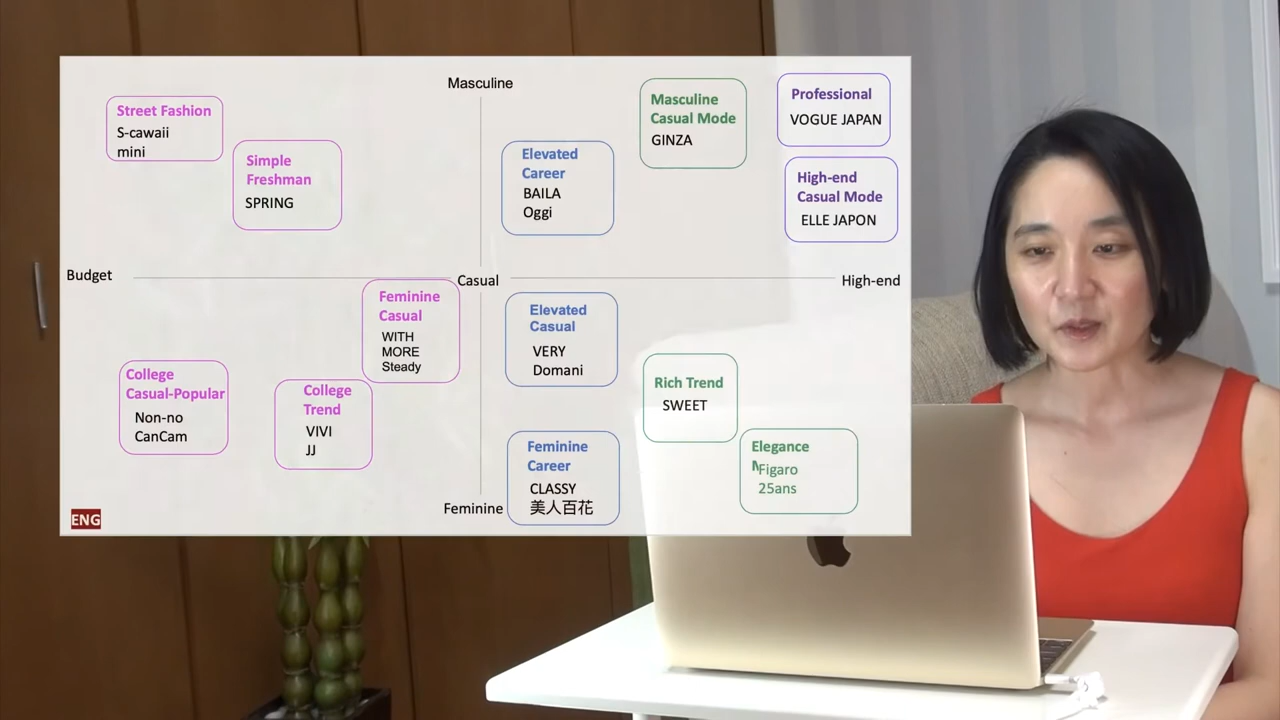 Masculine
Street Fashion
S-cawaii
mini
Simple
Freshman
SPRING
Elevated
Career
BAILA
Oggi
Masculine
Casual Mode
GINZA
Professional
VOGUE JAPAN
High-end
Casual Mode
ELLE JAPON
Budget
Casual
High-end
Feminine
Casual
WITH
MORE
Steady
Elevated
Casual
VERY
Domani
College
Casual-Popular
Non-no
CanCam
College
Trend
VIVI
JJ
Rich Trend
SWEET
Feminine
Career
CLASSY
美人百花
Elegance
Figaro
25ans
Feminine
ENG